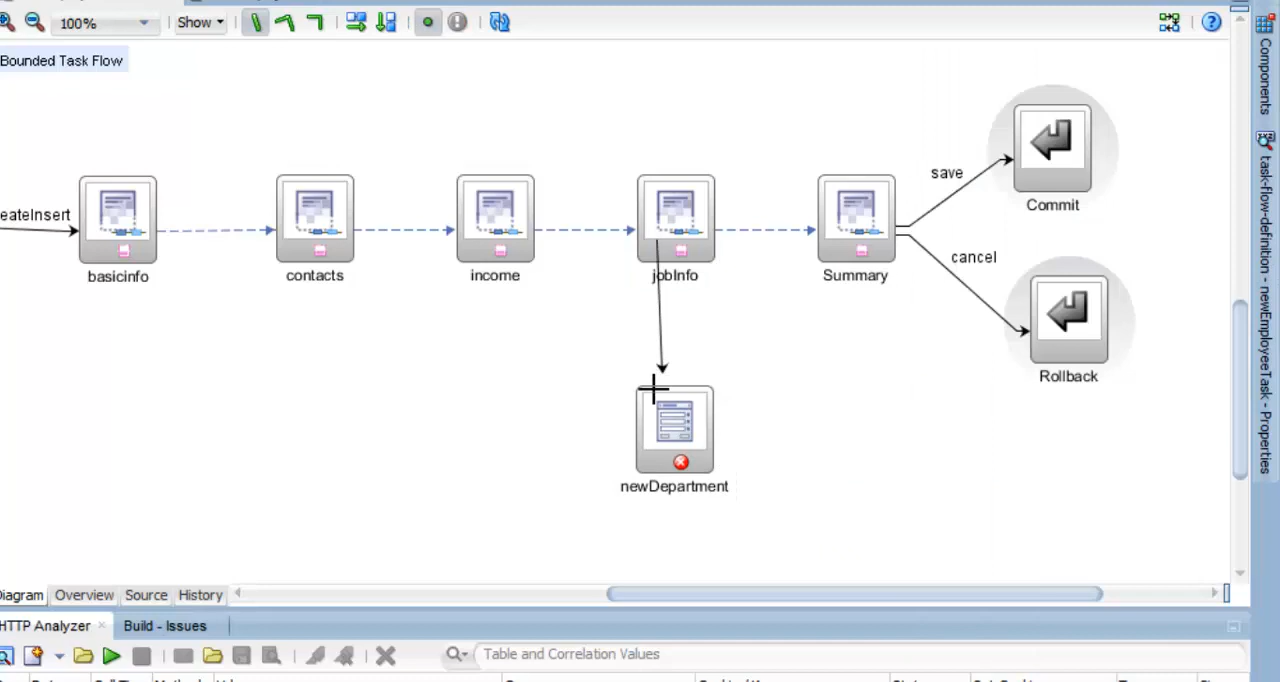 100%
Show
Bounded Task Flow
eateInsert
basicinfo
contacts
income
jobInfo
Summary
save
Commit
cancel
Rollback
newDepartment
Components
task-flow-definition - newEmployeeTask - Properties
Diagram
Overview
Source
History
HTTP Analyzer
Build - Issues
Table and Correlation Values